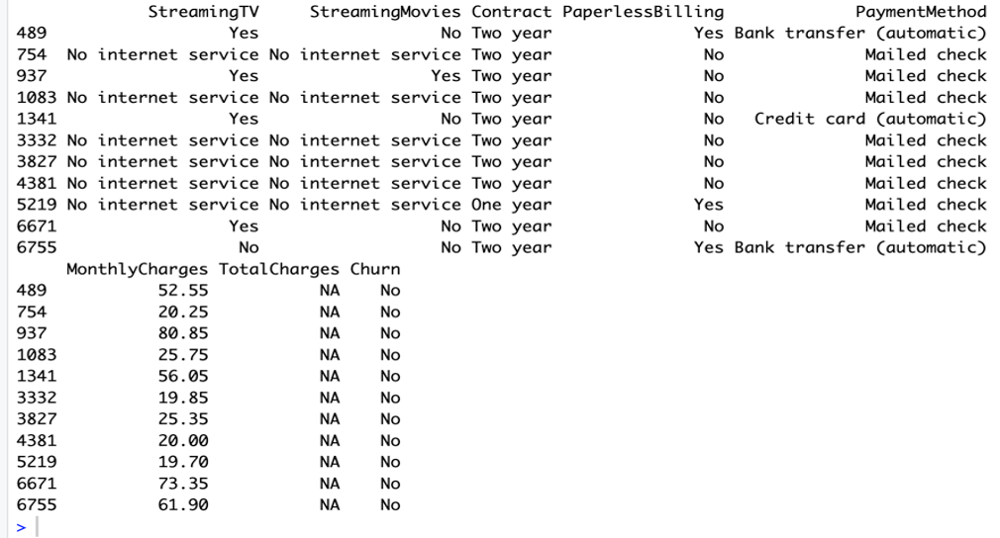 StreamingTV StreamingMovies Contract PaperlessBilling PaymentMethod
489 Yes No Two year Yes Bank transfer (automatic)
754 No internet service No internet service Two year No Mailed check
937 Yes Yes Two year No Mailed check
1083 No internet service No internet service Two year No Mailed check
1341 Yes No Two year No Credit card (automatic)
3332 No internet service No internet service Two year No Mailed check
3827 No internet service No internet service Two year No Mailed check
4381 No internet service No internet service Two year No Mailed check
5219 No internet service No internet service One year Yes Mailed check
6671 Yes No Two year No Mailed check
6755 No No Two year Yes Bank transfer (automatic)
MonthlyCharges TotalCharges Churn
489 52.55 NA No
754 20.25 NA No
937 80.85 NA No
1083 25.75 NA No
1341 56.05 NA No
3332 19.85 NA No
3827 25.35 NA No
4381 20.00 NA No
5219 19.70 NA No
6671 73.35 NA No
6755 61.90 NA No
>